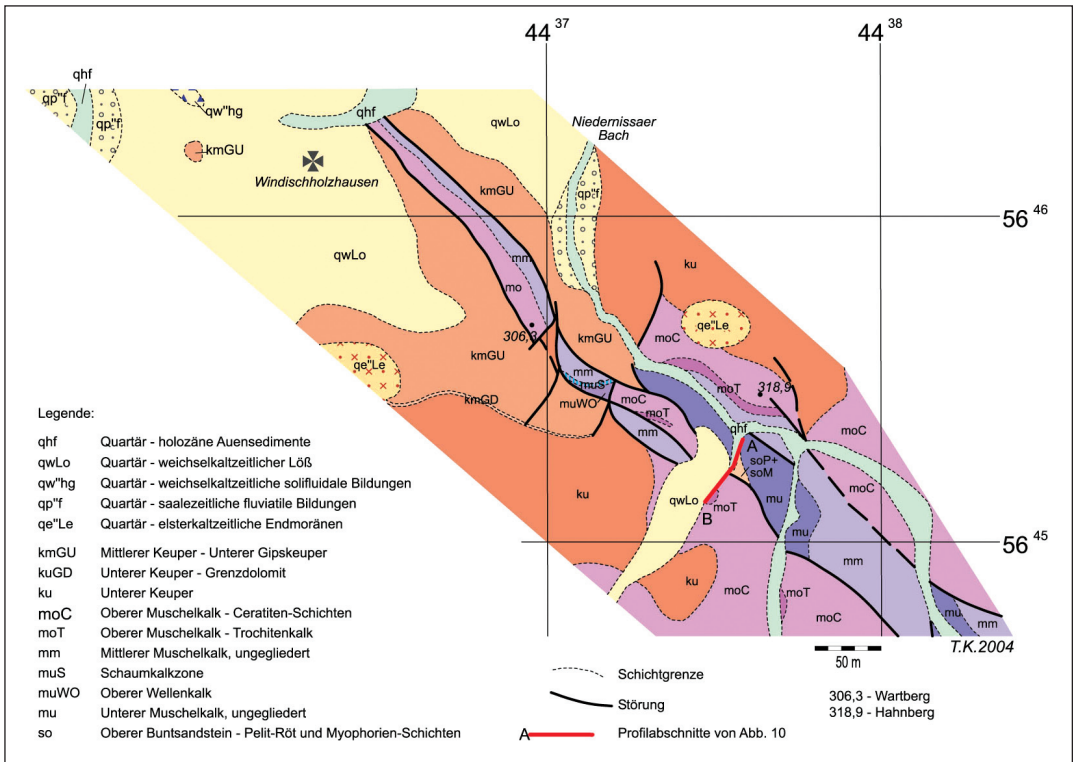 44 37
44 38
qhf
qp"f
qp"f
qw"hg
kmGU
qhf
qwLo
Niedernissaer
Bach
Windischholzhausen
kmGU
qp"f
56 46
qwLo
mm
mo
ku
306,3
kmGU
moC
qe"Le
kmGU
qe"Le
mm
muS
muWO
moC
moT
moT
318,9
kmGD
mm
qhf
A
moC
soP+
soM
ku
qwLo
mu
moC
B
moT
mu
56 45
mm
ku
moC
moT
moC
mu
mm
T.K.2004
50 m
Legende:
qhf Quartär - holozäne Auensedimente
qwLo Quartär - weichselkaltzeitlicher Löß
qw"hg Quartär - weichselkaltzeitliche solifluidale Bildungen
qp"f Quartär - saalezeitliche fluviatile Bildungen
qe"Le Quartär - elsterkaltzeitliche Endmoränen
kmGU Mittlerer Keuper - Unterer Gipskeuper
kuGD Unterer Keuper - Grenzdolomit
ku Unterer Keuper
moC Oberer Muschelkalk - Ceratiten-Schichten
moT Oberer Muschelkalk - Trochitenkalk
mm Mittlerer Muschelkalk, ungegliedert
muS Schaumkalkzone
muWO Oberer Wellenkalk
mu Unterer Muschelkalk, ungegliedert
so Oberer Buntsandstein - Pelit-Röt und Myophorien-Schichten
Schichtgrenze
Störung
A Profilabschnitte von Abb. 10
306,3 - Wartberg
318,9 - Hahnberg